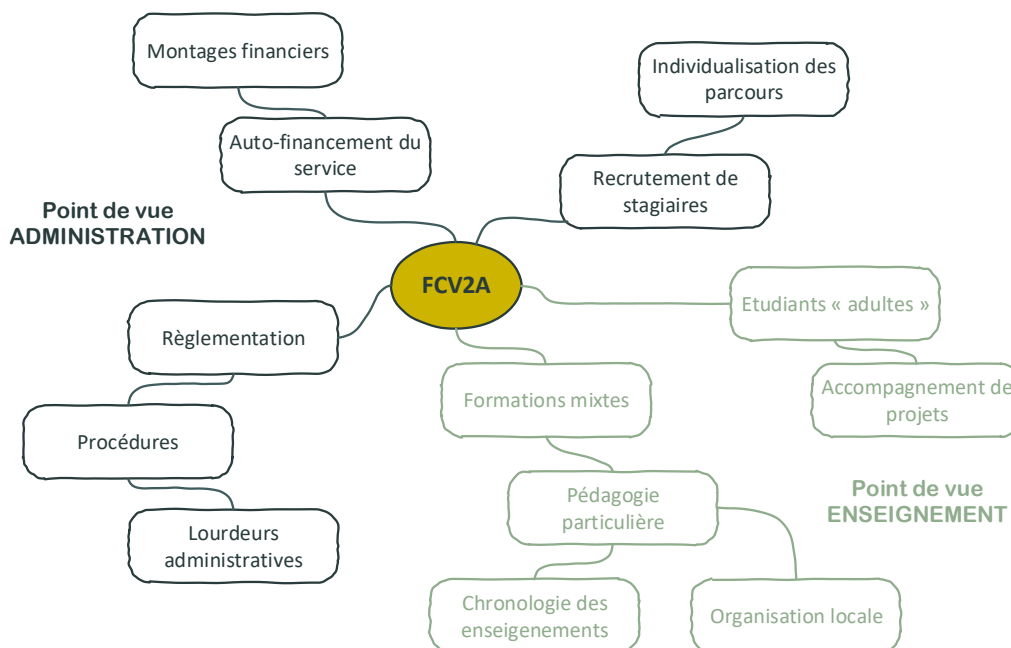 Montages financiers
Individualisation des
parcours
Auto-financement du
service
Recrutement de
stagiaires
Point de vue
ADMINISTRATION
FCV2A
Etudiants « adultes »
Règlementation
Formations mixtes
Accompagnement de
projets
Procédures
Pédagogie
particulière
Point de vue
ENSEIGNEMENT
Lourdeurs
administratives
Chronologie des
enseigenements
Organisation locale